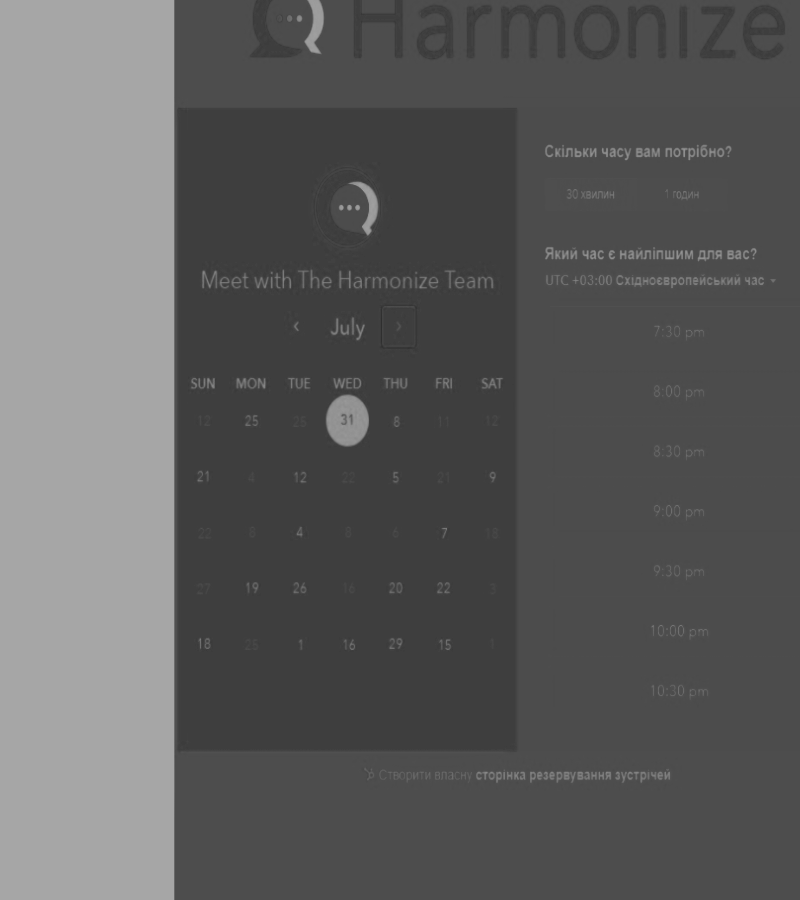 Harmonize
Meet with The Harmonize Team
‹ July ›
SUN MON TUE WED THU FRI SAT
12 25 25 31 8 11 12
21 4 12 22 5 21 9
22 8 4 8 6 7 18
27 19 26 16 20 22 3
18 25 1 16 29 15
Скільки часу вам потрібно?
30 хвилин 1 годин
Який час є найліпшим для вас?
UTC +03:00 Східноєвропейський час
7:30 pm
8:00 pm
8:30 pm
9:00 pm
9:30 pm
10:00 pm
10:30 pm
Створити власну сторінка резервування зустрічей